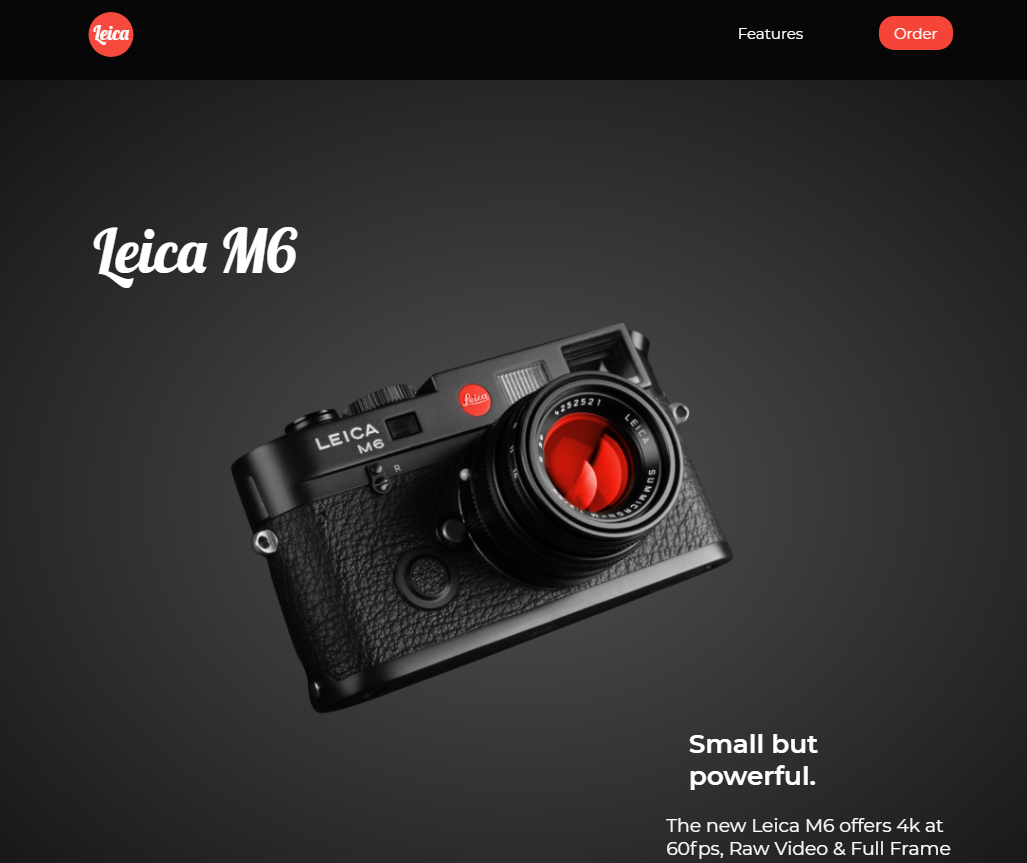 Leica
Features
Order
Leica M6
Leica
LEICA
M6
R
4252521
LEICA
SUMMICRON-M
Small but
powerful.
The new Leica M6 offers 4k at
60fps, Raw Video & Full Frame